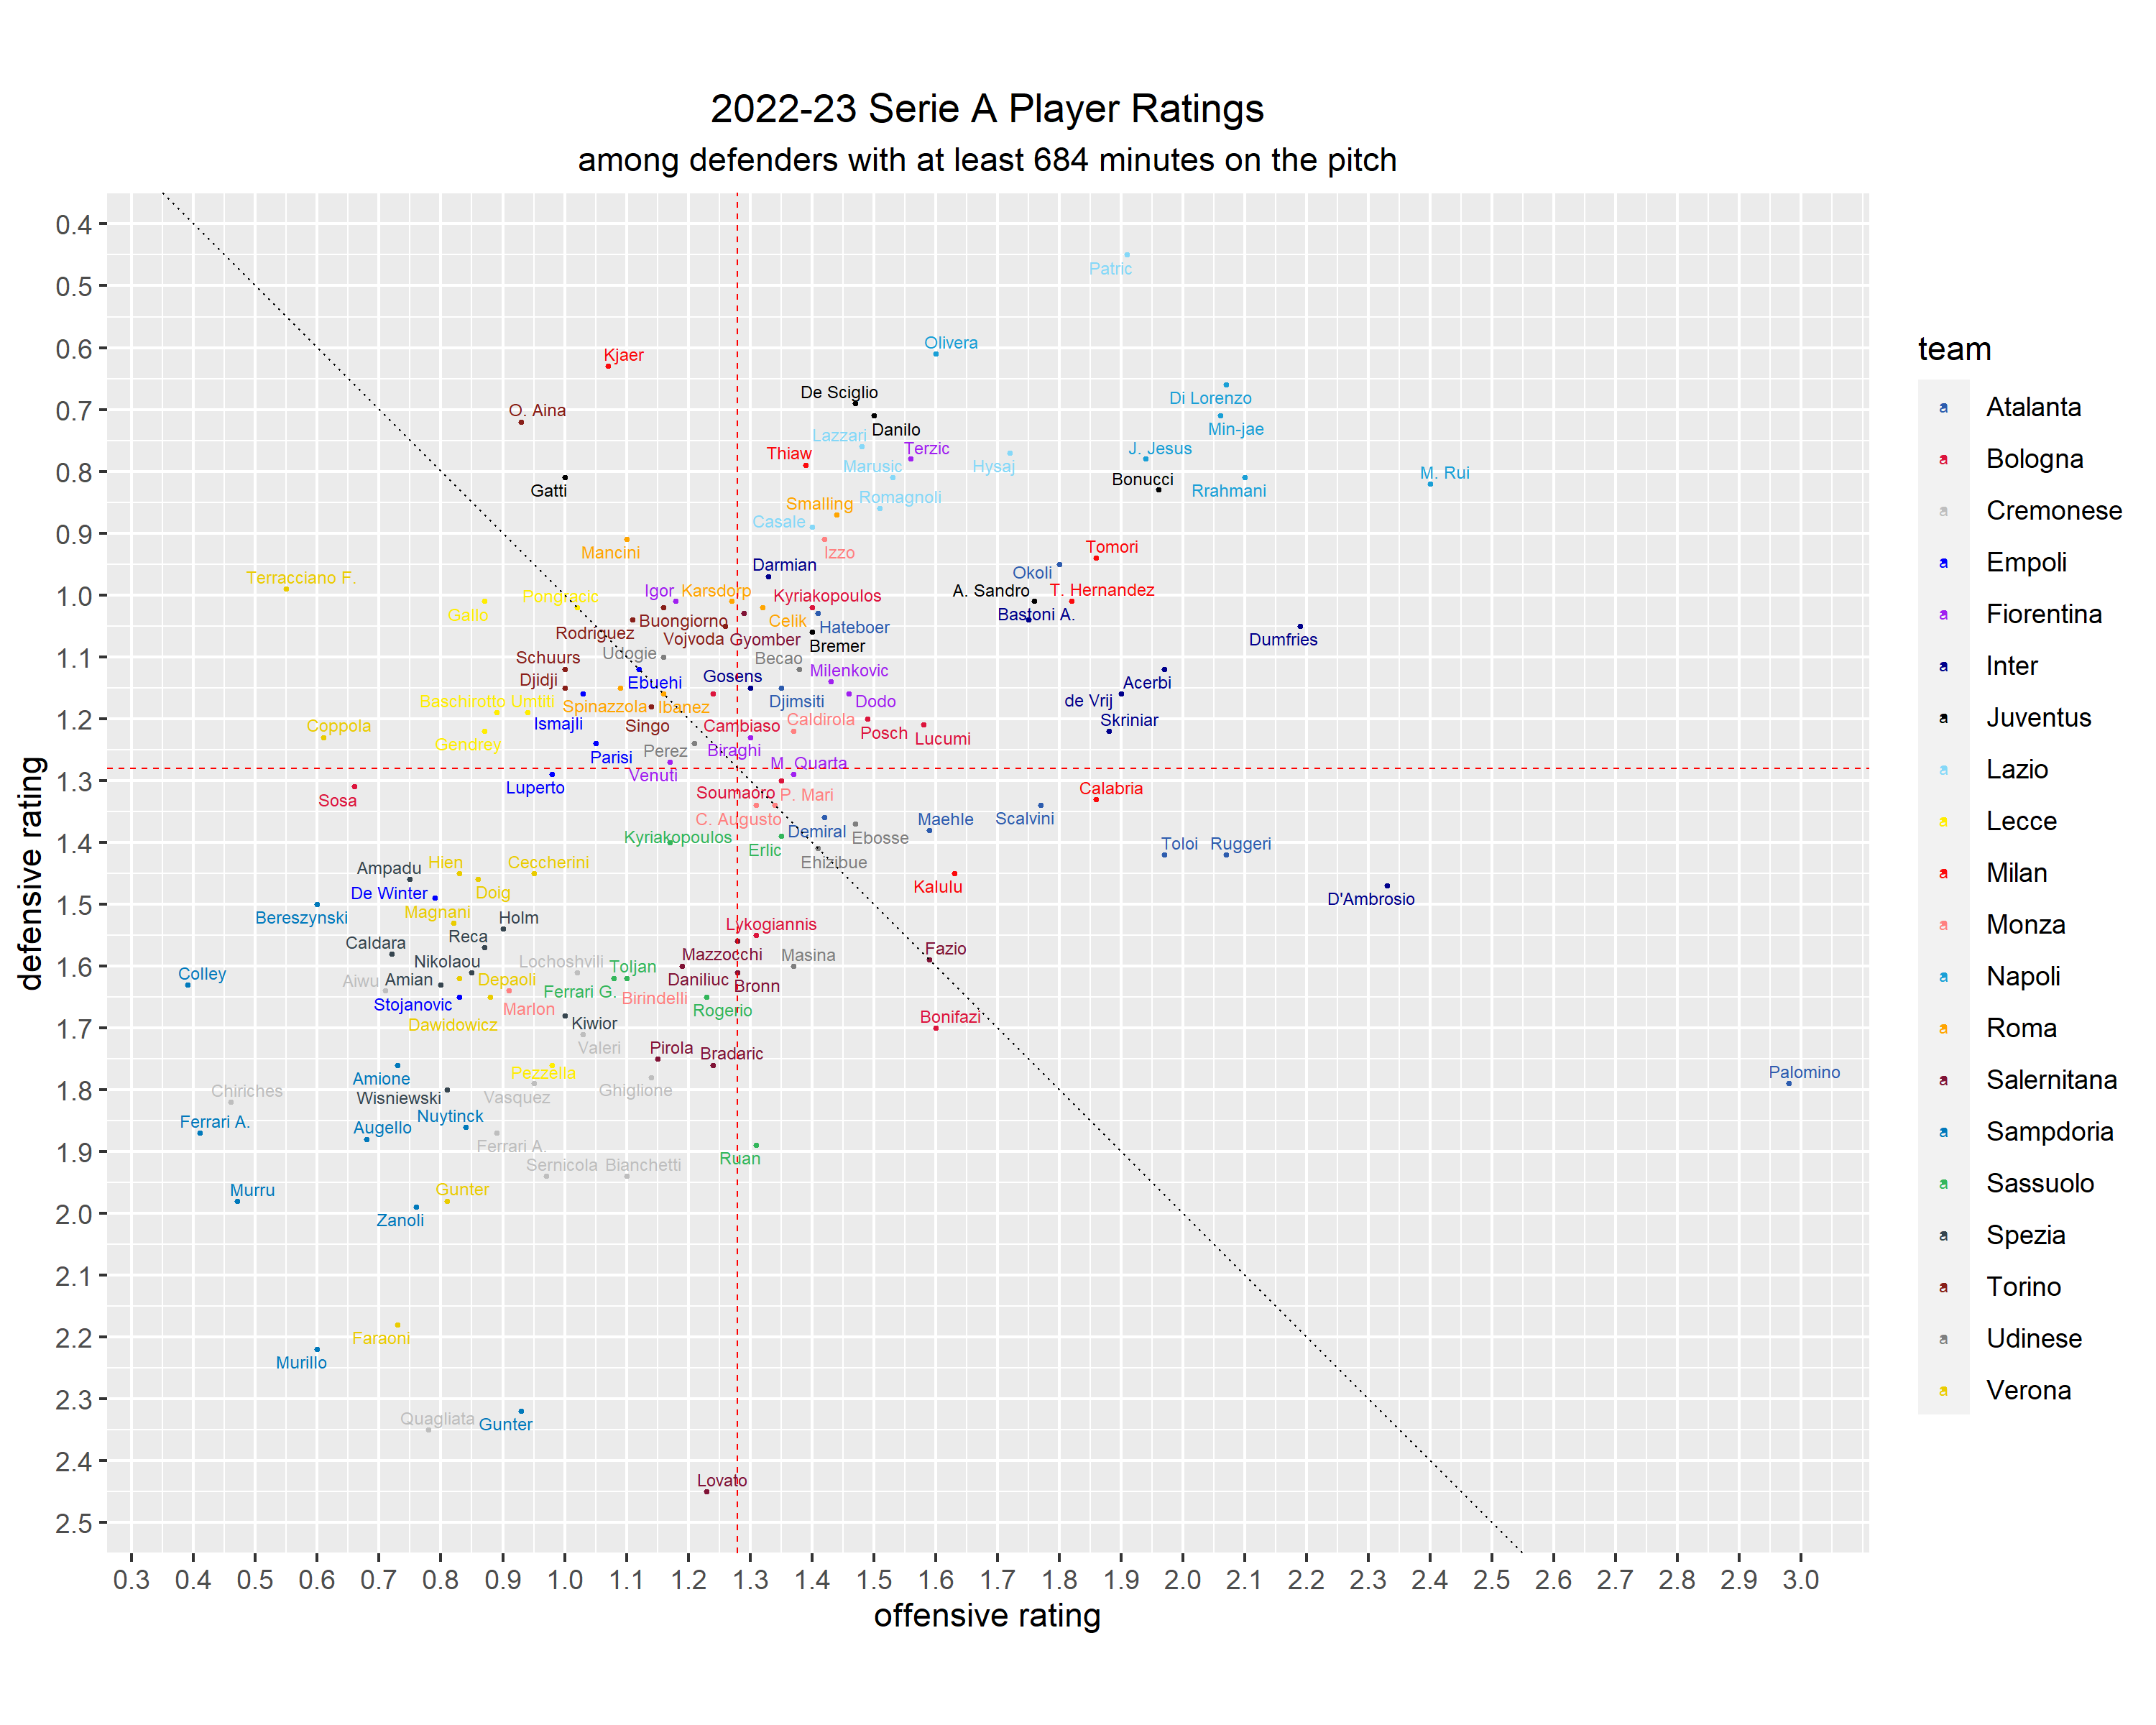 2022-23 Serie A Player Ratings
among defenders with at least 684 minutes on the pitch
defensive rating
0.4
0.5
0.6
0.7
0.8
0.9
1.0
1.1
1.2
1.3
1.4
1.5
1.6
1.7
1.8
1.9
2.0
2.1
2.2
2.3
2.4
2.5
Patric
Olivera
Kjaer
De Sciglio
Di Lorenzo
O. Aina
Danilo
Min-jae
Lazzari
Terzic
J. Jesus
Thiaw
Marusic
Hysaj
M. Rui
Bonucci
Gatti
Rrahmani
Romagnoli
Smalling
Casale
Mancini
Izzo
Tomori
Darmian
Okoli
Terracciano F.
Igor
Karsdorp
A. Sandro
T. Hernandez
Pongracic
Kyriakopoulos
Gallo
Bastoni A.
Buongiorno
Celik
Hateboer
Rodriguez
Vojvoda
Gyomber
Dumfries
Bremer
Udogie
Schuurs
Becao
Milenkovic
Gosens
Djidji
Ebuehi
Acerbi
Baschirotto
Umtiti
Djimsiti
Dodo
de Vrij
Spinazzola
Ibanez
Caldirola
Skriniar
Coppola
Ismajli
Singo
Cambiaso
Posch
Lucumi
Gendrey
Perez
Biraghi
Parisi
M. Quarta
Venuti
Luperto
Calabria
Sosa
Soumaoro
P. Mari
C. Augusto
Maehle
Scalvini
Demiral
Kyriakopoulos
Ebosse
Toloi
Ruggeri
Erlic
Ehizibue
Hien
Ceccherini
Ampadu
Kalulu
De Winter
Doig
D'Ambrosio
Magnani
Bereszynski
Holm
Lykogiannis
Reca
Caldara
Fazio
Mazzocchi
Masina
Nikolaou
Lochoshvili
Toljan
Colley
Aiwu
Amian
Depaoli
Daniliuc
Bronn
Ferrari G.
Birindelli
Stojanovic
Marlon
Rogerio
Bonifazi
Dawidowicz
Kiwior
Valeri
Pirola
Bradaric
Pezzella
Palomino
Amione
Chiriches
Ghiglione
Wisniewski
Vasquez
Nuytinck
Ferrari A.
Augello
Ferrari A.
Ruan
Sernicola
Bianchetti
Murru
Gunter
Zanoli
Faraoni
Murillo
Quagliata
Gunter
Lovato
0.3 0.4 0.5 0.6 0.7 0.8 0.9 1.0 1.1 1.2 1.3 1.4 1.5 1.6 1.7 1.8 1.9 2.0 2.1 2.2 2.3 2.4 2.5 2.6 2.7 2.8 2.9 3.0
offensive rating
team
a Atalanta
a Bologna
a Cremonese
a Empoli
a Fiorentina
a Inter
a Juventus
a Lazio
a Lecce
a Milan
a Monza
a Napoli
a Roma
a Salernitana
a Sampdoria
a Sassuolo
a Spezia
a Torino
a Udinese
a Verona